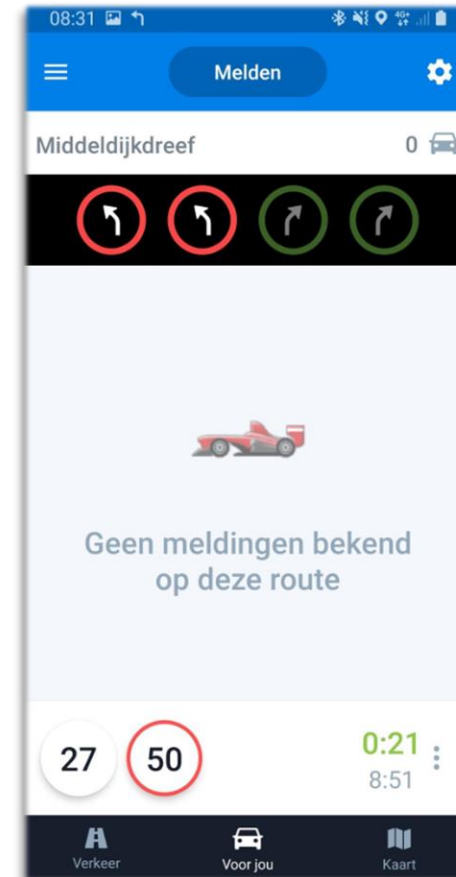 08:31
4G+
Melden
Middeldijkdreef
0
Geen meldingen bekend
op deze route
27
50
0:21
8:51
Verkeer
Voor jou
Kaart